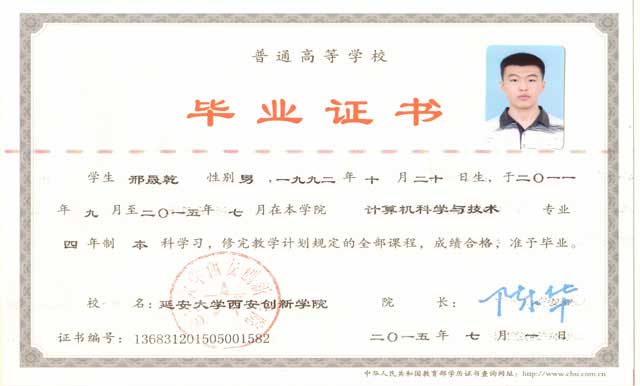 普通高等学校
毕业证书
学生 邢晟乾 性别 男，一九九二年 十 月 二十 日生，于二〇一一
年 九 月至二〇一五年 七 月在本学院 计算机科学与技术 专业
四 年制 本 科学习，修完教学计划规定的全部课程，成绩合格，准予毕业。
校 名：延安大学西安创新学院 院 长：
证书编号：136831201505001582 二〇一五年 七 月 一 日
中华人民共和国教育部学历证书查询网址：http://www.chsi.com.cn